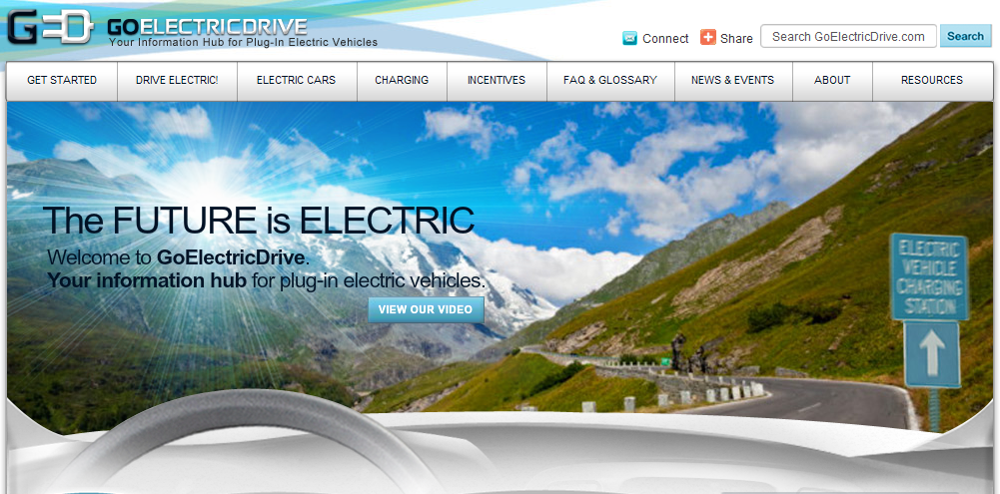 GED GOELECTRICDRIVE
Your Information Hub for Plug-In Electric Vehicles
Connect Share Search GoElectricDrive.com Search
GET STARTED DRIVE ELECTRIC! ELECTRIC CARS CHARGING INCENTIVES FAQ & GLOSSARY NEWS & EVENTS ABOUT RESOURCES
The FUTURE is ELECTRIC
Welcome to GoElectricDrive.
Your information hub for plug-in electric vehicles.
VIEW OUR VIDEO
ELECTRIC
VEHICLE
CHARGING
STATION